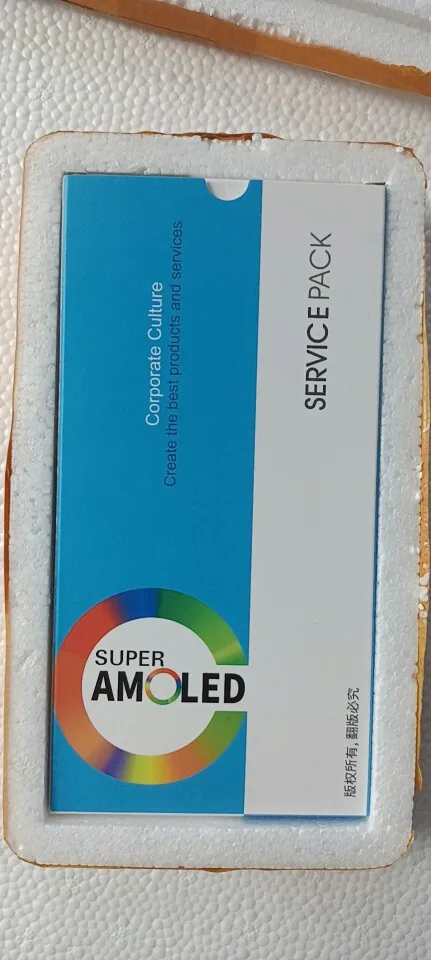 Corporate Culture
Create the best products and services
SERVICE PACK
SUPER
AMOLED
版权所有，翻版必究